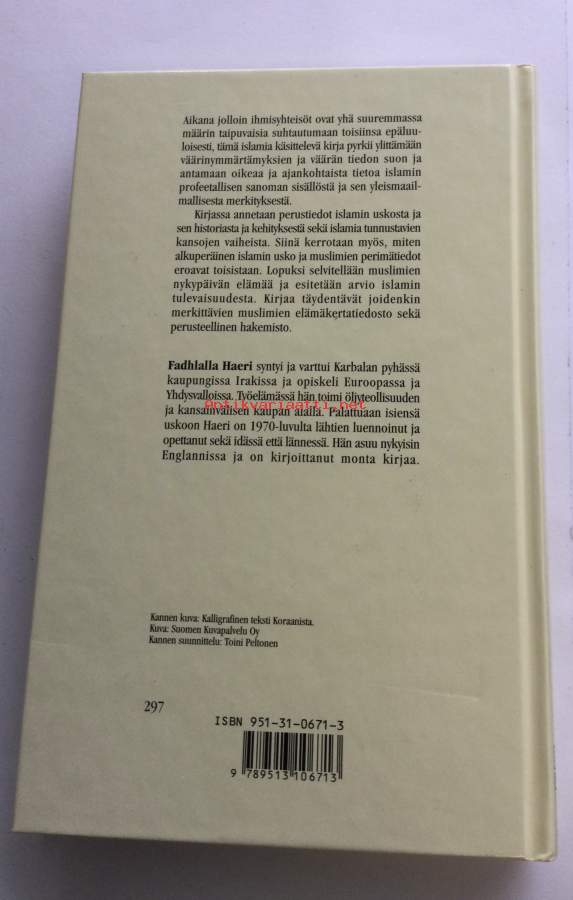 Aikana jolloin ihmisyhteisöt ovat yhä suuremmassa
määrin taipuvaisia suhtautumaan toisiinsa epäluu-
loisesti, tämä islamia käsittelevä kirja pyrkii ylittämään
väärinymmärtämyksien ja väärän tiedon suon ja
antamaan oikeaa ja ajankohtaista tietoa islamin
profeetallisen sanoman sisällöstä ja sen yleismaail-
mallisesta merkityksestä.
Kirjassa annetaan perustiedot islamin uskosta ja
sen historiasta ja kehityksestä sekä islamia tunnustavien
kansojen vaiheista. Siinä kerrotaan myös, miten
alkuperäinen islamin usko ja muslimien perimätiedot
eroavat toisistaan. Lopuksi selvitellään muslimien
nykypäivän elämää ja esitetään arvio islamin
tulevaisuudesta. Kirjaa täydentävät joidenkin
merkittävien muslimien elämäkertatiedosto sekä
perusteellinen hakemisto.
Fadhlalla Haeri syntyi ja varttui Karbalan pyhässä
kaupungissa Irakissa ja opiskeli Euroopassa ja
Yhdysvalloissa. Työelämässä hän toimi öljyteollisuuden
Antikvariaatti.net
ja kansainvälisen kaupan alalla. Palattuaan isiensä
uskoon Haeri on 1970-luvulta lähtien luennoinut ja
opettanut sekä idässä että lännessä. Hän asuu nykyisin
Englannissa ja on kirjoittanut monta kirjaa.
Kannen kuva: Kalligrafinen teksti Koraanista.
Kuva: Suomen Kuvapalvelu Oy
Kannen suunnittelu: Toini Peltonen
297
ISBN 951-31-0671-3
9 789513 106713